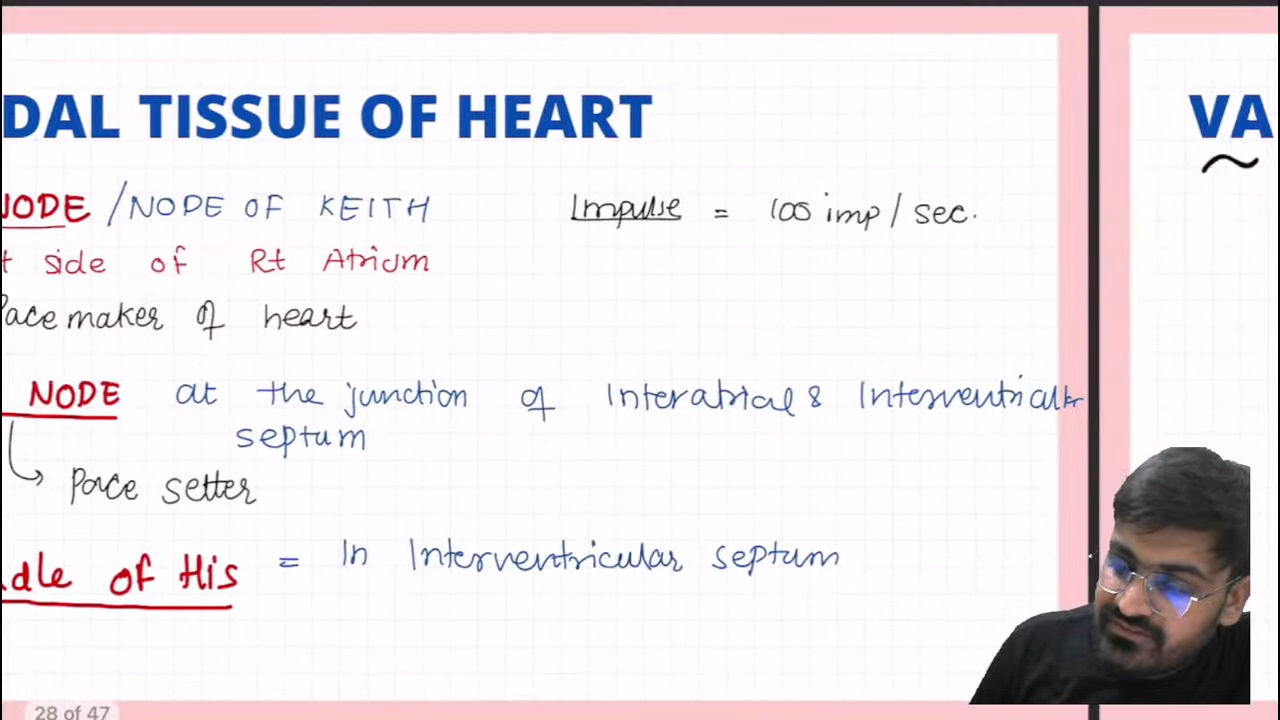 DAL TISSUE OF HEART
VA
NODE / NODE OF KEITH
Impulse = 100 imp / sec.
t side of Rt Atrium
Pacemaker of heart
NODE at the junction of Interatrial & Interventricular
septum
Pace setter
dle of His = In Interventricular septum
28 of 47